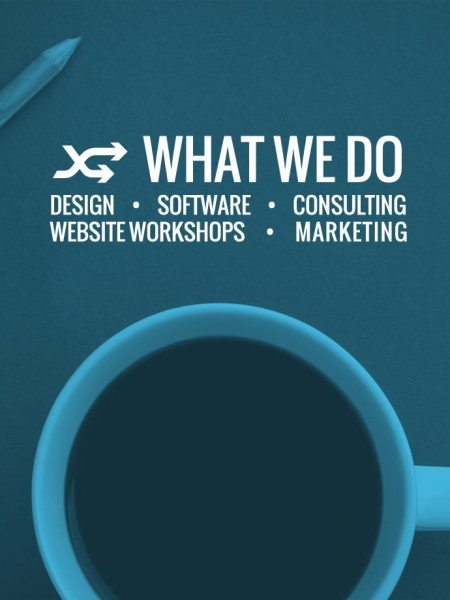 WHAT WE DO
DESIGN • SOFTWARE • CONSULTING
WEBSITE WORKSHOPS • MARKETING